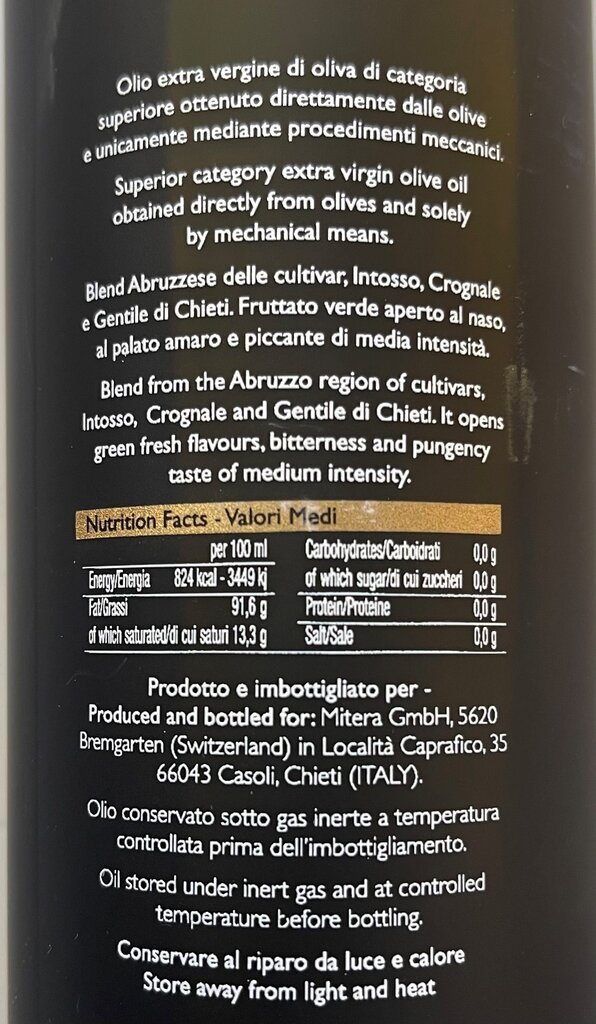 Olio extra vergine di oliva di categoria
superiore ottenuto direttamente dalle olive
e unicamente mediante procedimenti meccanici.
Superior category extra virgin olive oil
obtained directly from olives and solely
by mechanical means.
Blend Abruzzese delle cultivar, Intosso, Crognale
e Gentile di Chieti. Fruttato verde aperto al naso,
al palato amaro e piccante di media intensità.
Blend from the Abruzzo region of cultivars,
Intosso, Crognale and Gentile di Chieti. It opens
green fresh flavours, bitterness and pungency
taste of medium intensity.
Nutrition Facts - Valori Medi
per 100 ml
Energy/Energia 824 kcal - 3449 kj
Fat/Grassi 91,6 g
of which saturated/di cui saturi 13,3 g
Carbohydrates/Carboidrati 0,0 g
of which sugar/di cui zuccheri 0,0 g
Protein/Proteine 0,0 g
Salt/Sale 0,0 g
Prodotto e imbottigliato per -
Produced and bottled for: Mitera GmbH, 5620
Bremgarten (Switzerland) in Località Caprafico, 35
66043 Casoli, Chieti (ITALY).
Olio conservato sotto gas inerte a temperatura
controllata prima dell'imbottigliamento.
Oil stored under inert gas and at controlled
temperature before bottling.
Conservare al riparo da luce e calore
Store away from light and heat